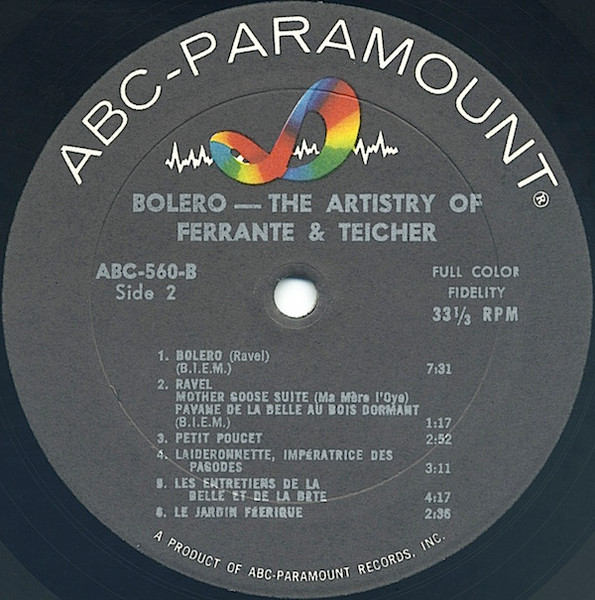 ABC-PARAMOUNT
®
BOLERO — THE ARTISTRY OF
FERRANTE & TEICHER
ABC-560-B
Side 2
FULL COLOR
FIDELITY
33 1/3 RPM
1. BOLERO (Ravel)
(B.I.E.M.) 7:31
2. RAVEL
MOTHER GOOSE SUITE (Ma Mère l'Oye)
PAVANE DE LA BELLE AU BOIS DORMANT
(B.I.E.M.) 1:17
3. PETIT POUCET 2:52
4. LAIDERONNETTE, IMPÉRATRICE DES
PAGODES 3:11
5. LES ENTRETIENS DE LA
BELLE ET DE LA BETE 4:17
6. LE JARDIN FÉERIQUE 2:36
A PRODUCT OF ABC-PARAMOUNT RECORDS, INC.